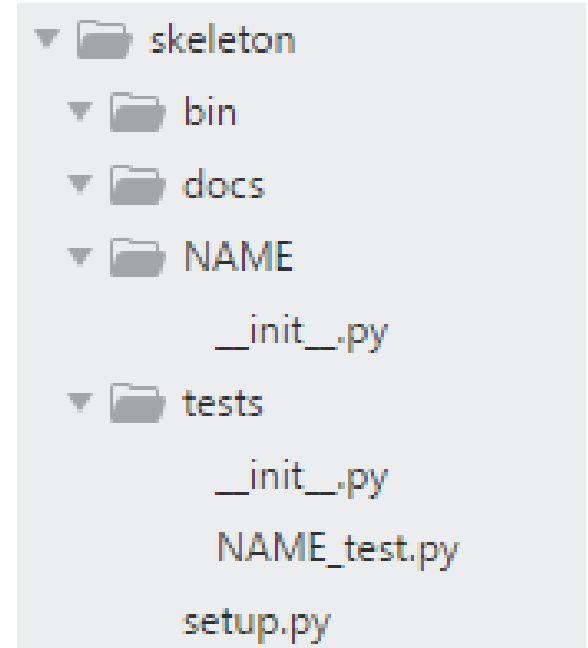 skeleton
bin
docs
NAME
__init__.py
tests
__init__.py
NAME_test.py
setup.py